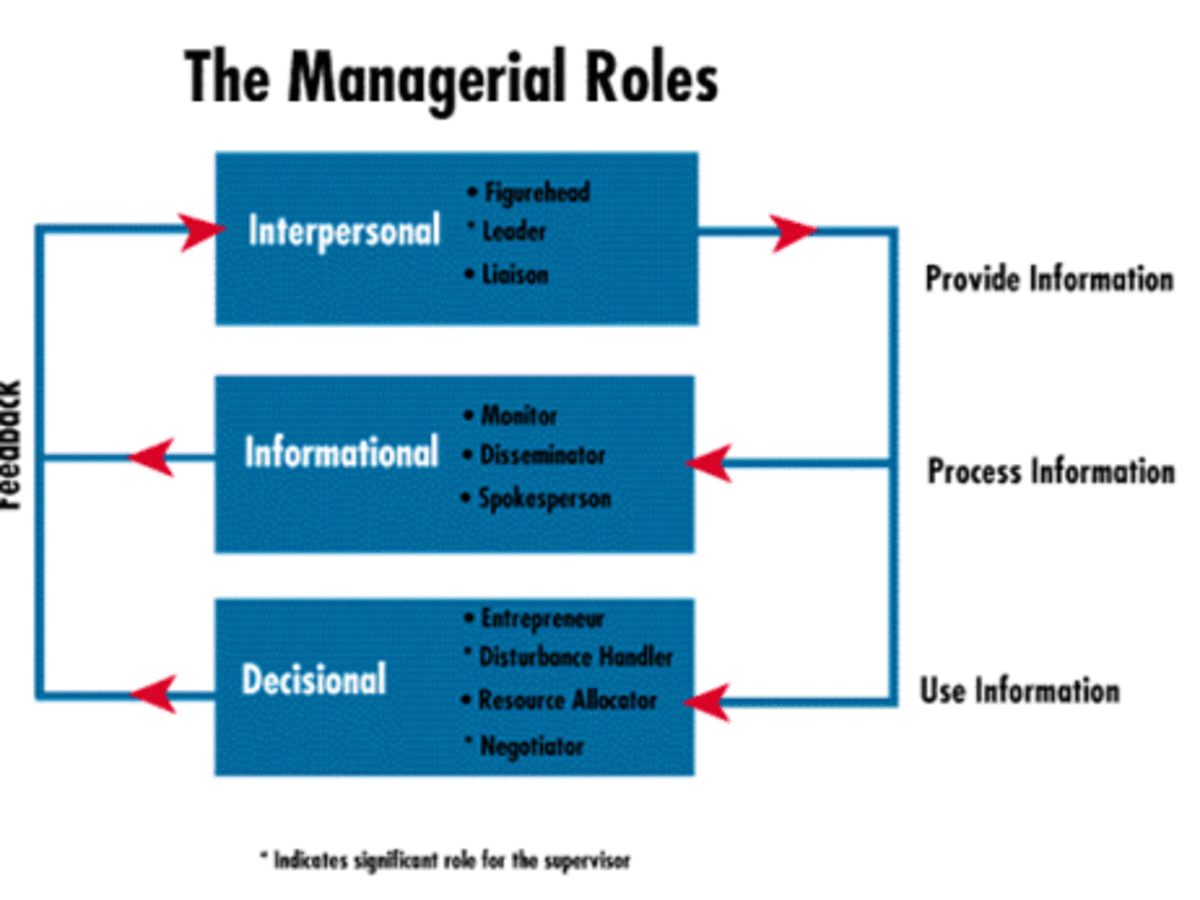 The Managerial Roles
Interpersonal
• Figurehead
* Leader
• Liaison
Provide Information
Feedback
Informational
• Monitor
• Disseminator
• Spokesperson
Process Information
Decisional
• Entrepreneur
* Disturbance Handler
• Resource Allocator
* Negotiator
Use Information
* Indicates significant role for the supervisor